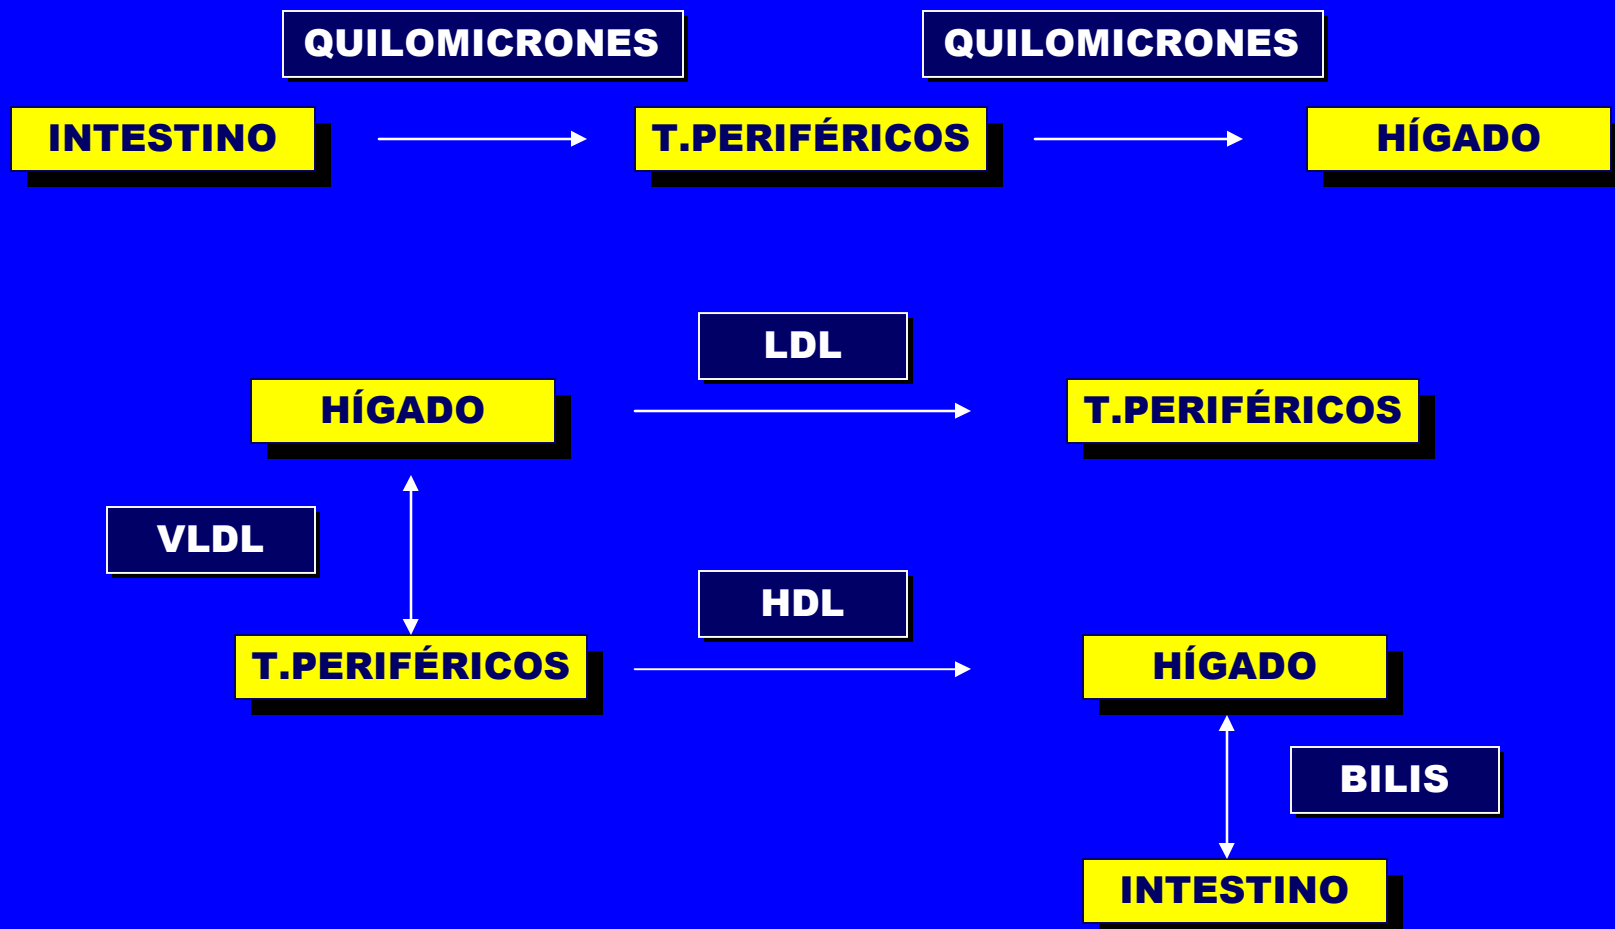 QUILOMICRONES
QUILOMICRONES
INTESTINO
T.PERIFÉRICOS
HÍGADO
LDL
HÍGADO
T.PERIFÉRICOS
VLDL
HDL
T.PERIFÉRICOS
HÍGADO
BILIS
INTESTINO